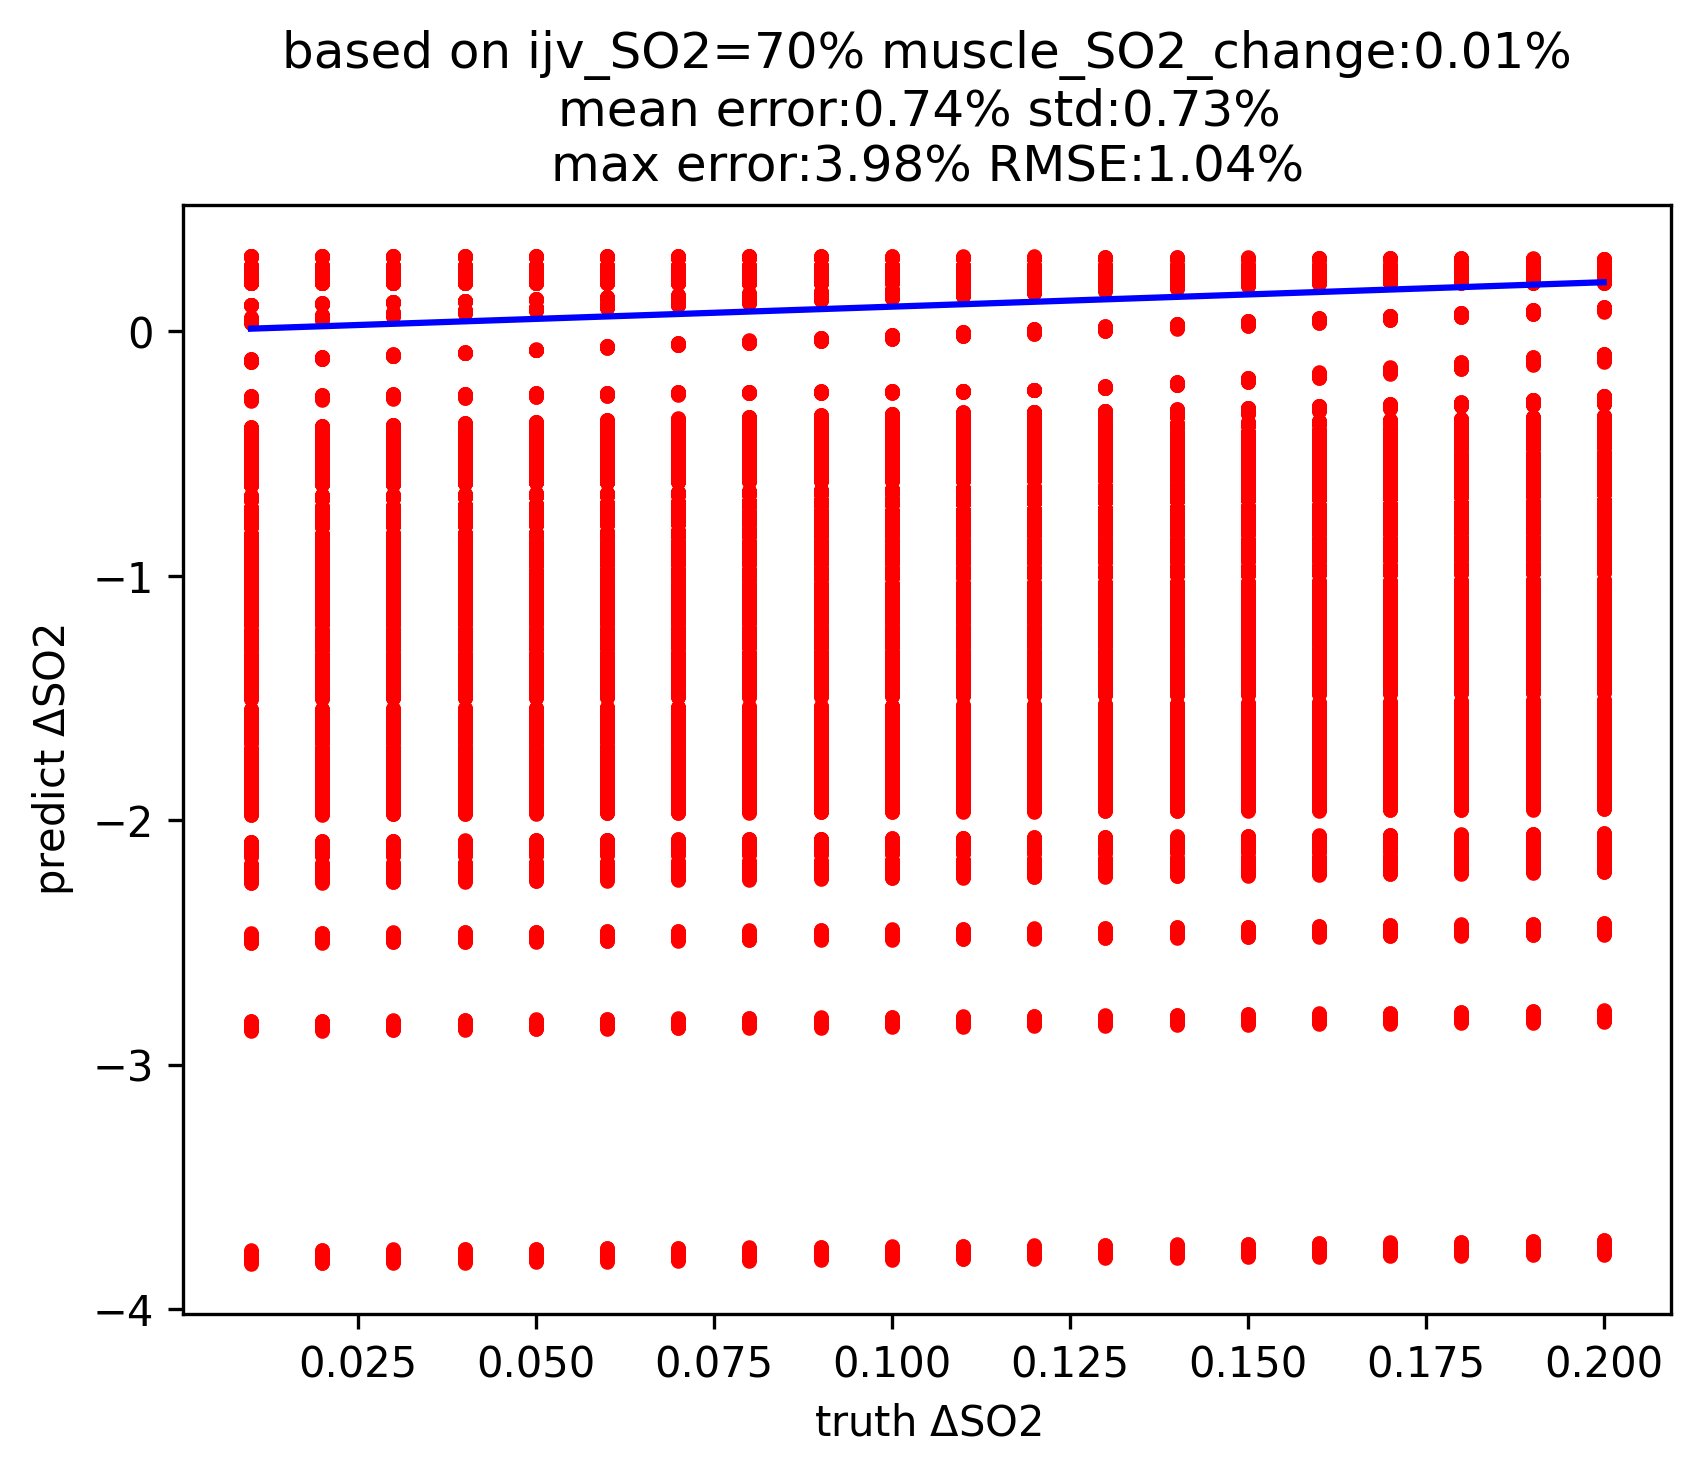 based on ijv_SO2=70% muscle_SO2_change:0.01%
mean error:0.74% std:0.73%
max error:3.98% RMSE:1.04%
0
−1
−2
−3
−4
predict ΔSO2
0.025 0.050 0.075 0.100 0.125 0.150 0.175 0.200
truth ΔSO2